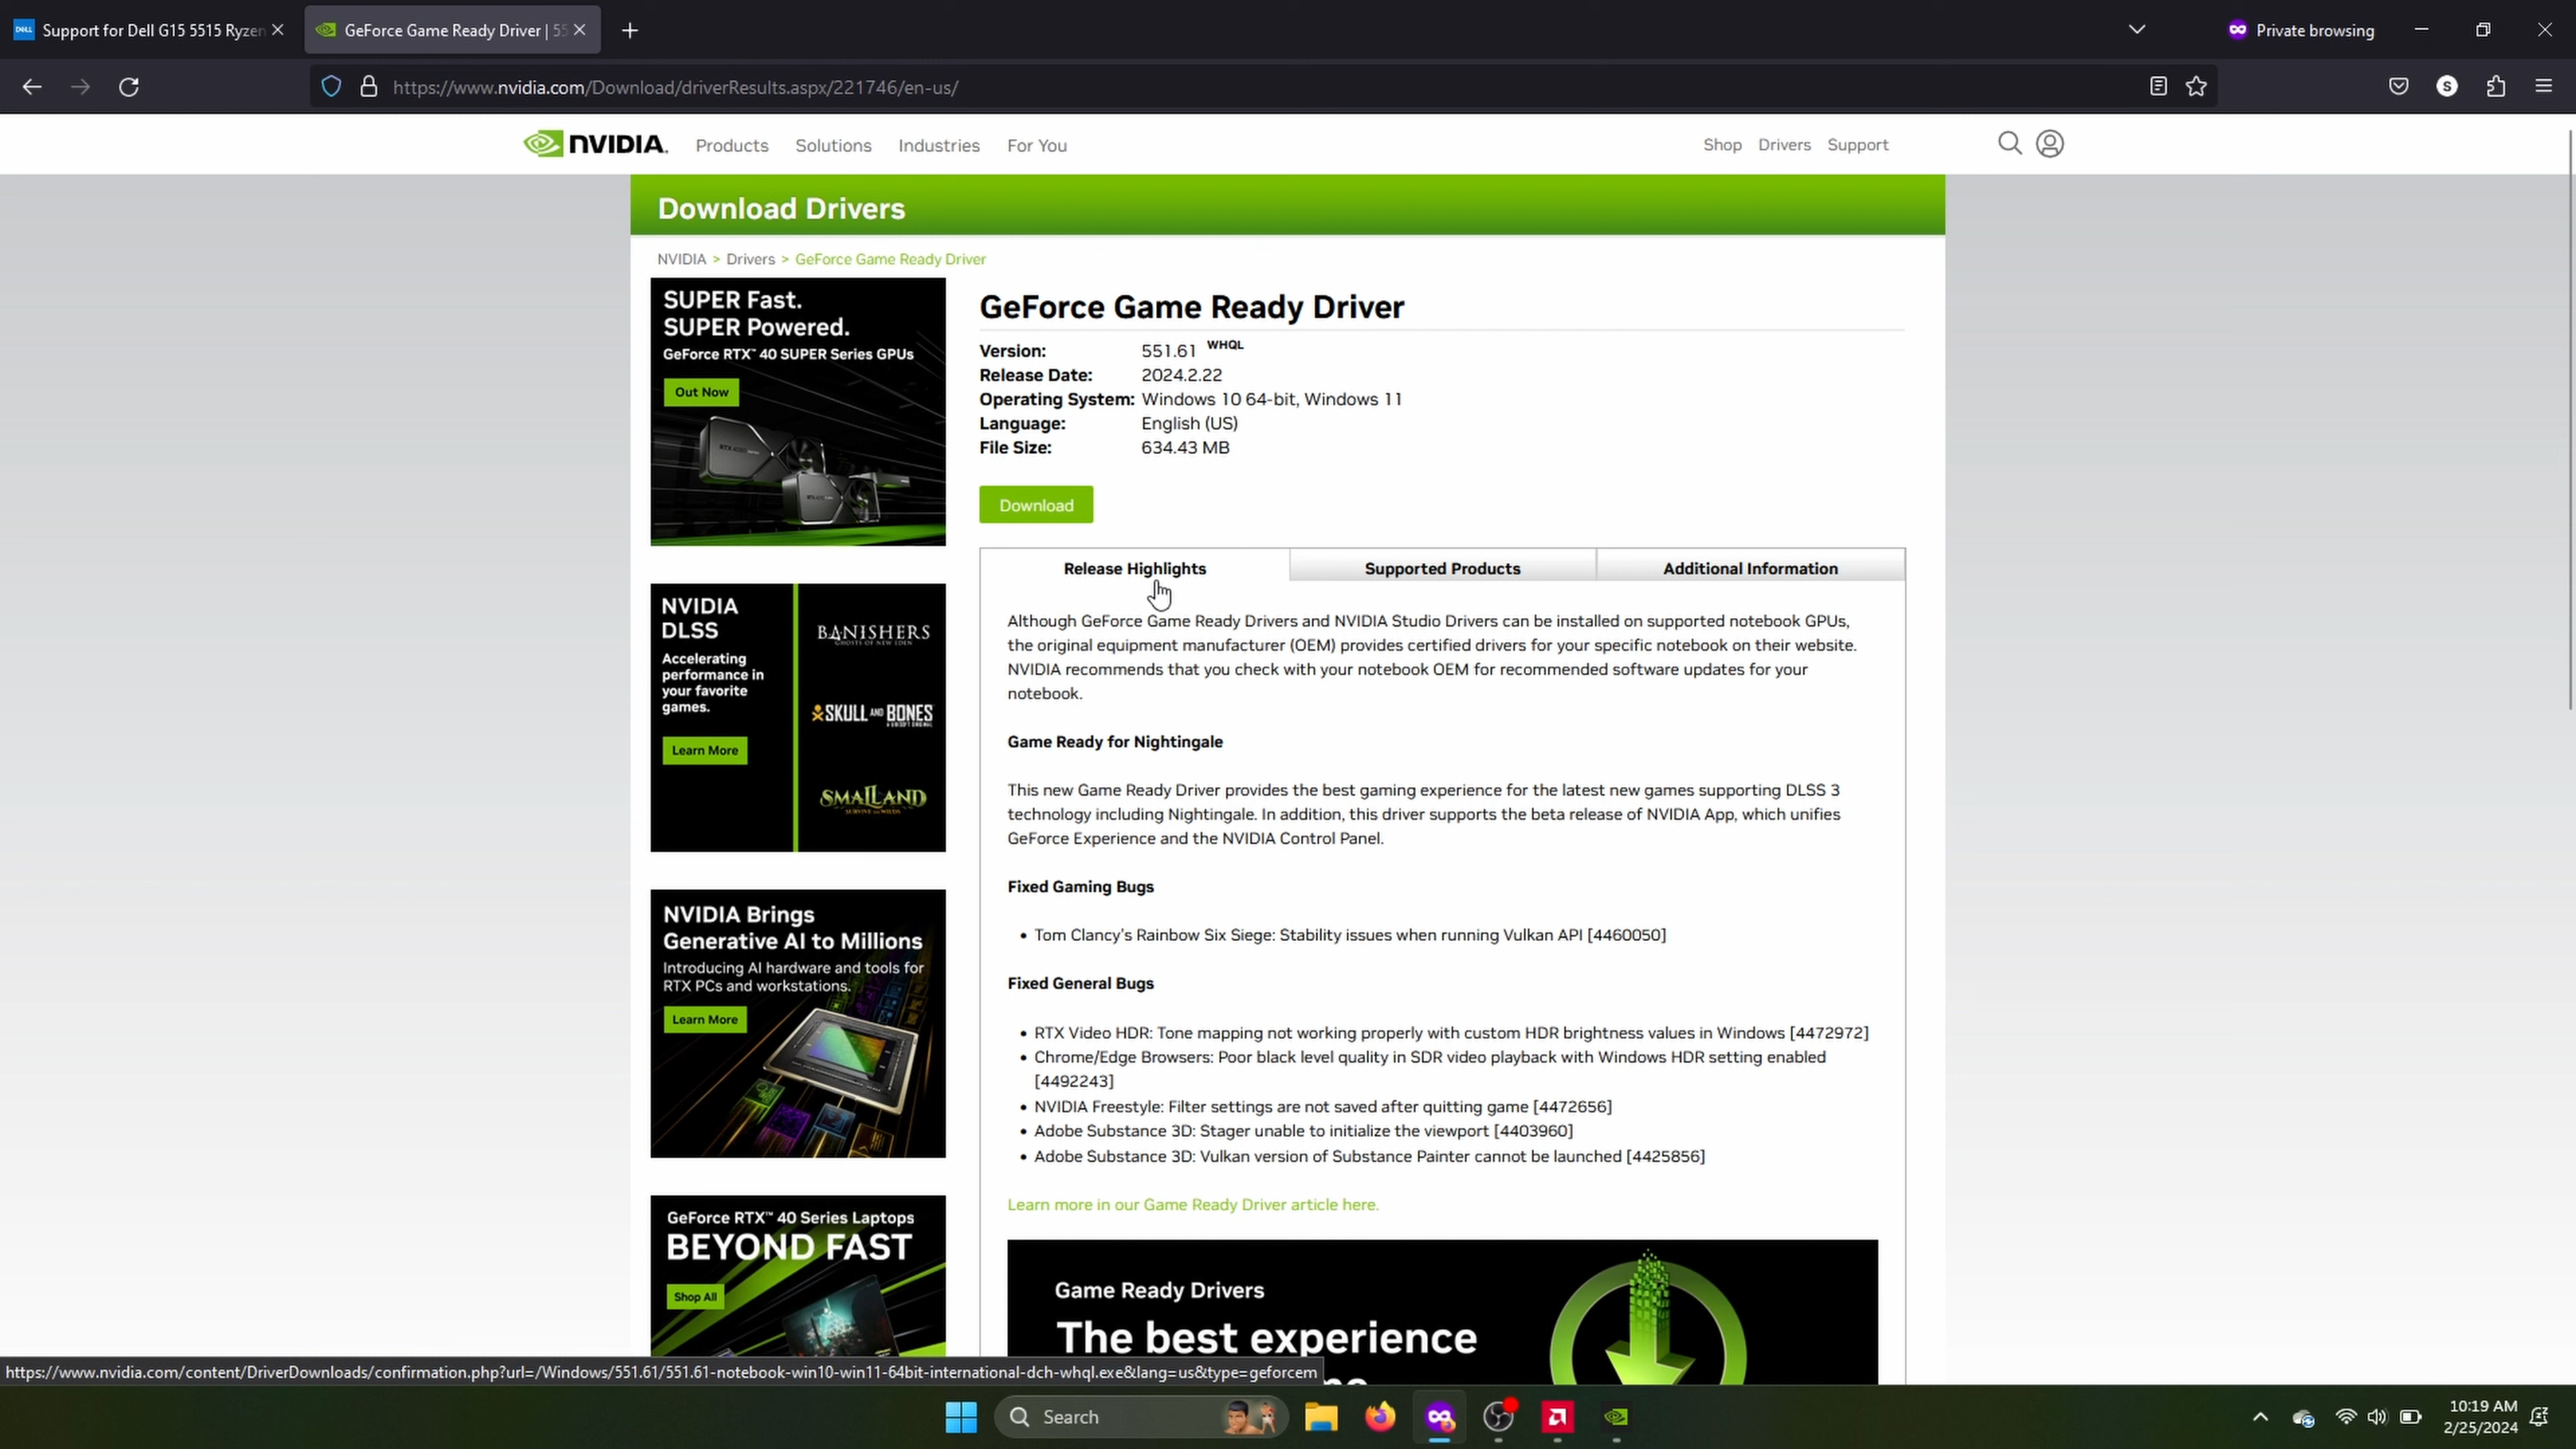 DELL Support for Dell G15 5515 Ryzen
GeForce Game Ready Driver | 55
Private browsing
https://www.nvidia.com/Download/driverResults.aspx/221746/en-us/
S
NVIDIA. Products Solutions Industries For You Shop Drivers Support
Download Drivers
NVIDIA > Drivers > GeForce Game Ready Driver
SUPER Fast.
SUPER Powered.
GeForce RTX™ 40 SUPER Series GPUs
Out Now
GeForce Game Ready Driver
Version: 551.61 WHQL
Release Date: 2024.2.22
Operating System: Windows 10 64-bit, Windows 11
Language: English (US)
File Size: 634.43 MB
Download
NVIDIA
DLSS
Accelerating
performance in
your favorite
games.
Learn More
BANISHERS
GHOSTS OF NEW EDEN
SKULL AND BONES
SMALLAND
SURVIVE THE WILDS
Release Highlights Supported Products Additional Information
Although GeForce Game Ready Drivers and NVIDIA Studio Drivers can be installed on supported notebook GPUs,
the original equipment manufacturer (OEM) provides certified drivers for your specific notebook on their website.
NVIDIA recommends that you check with your notebook OEM for recommended software updates for your
notebook.
Game Ready for Nightingale
This new Game Ready Driver provides the best gaming experience for the latest new games supporting DLSS 3
technology including Nightingale. In addition, this driver supports the beta release of NVIDIA App, which unifies
GeForce Experience and the NVIDIA Control Panel.
Fixed Gaming Bugs
• Tom Clancy's Rainbow Six Siege: Stability issues when running Vulkan API [4460050]
Fixed General Bugs
• RTX Video HDR: Tone mapping not working properly with custom HDR brightness values in Windows [4472972]
• Chrome/Edge Browsers: Poor black level quality in SDR video playback with Windows HDR setting enabled
[4492243]
• NVIDIA Freestyle: Filter settings are not saved after quitting game [4472656]
• Adobe Substance 3D: Stager unable to initialize the viewport [4403960]
• Adobe Substance 3D: Vulkan version of Substance Painter cannot be launched [4425856]
Learn more in our Game Ready Driver article here.
NVIDIA Brings
Generative AI to Millions
Introducing AI hardware and tools for
RTX PCs and workstations.
Learn More
GeForce RTX™ 40 Series Laptops
BEYOND FAST
Shop All
Game Ready Drivers
The best experience
https://www.nvidia.com/content/DriverDownloads/confirmation.php?url=/Windows/551.61/551.61-notebook-win10-win11-64bit-international-dch-whql.exe&lang=us&type=geforcem
Search
10:19 AM
2/25/2024